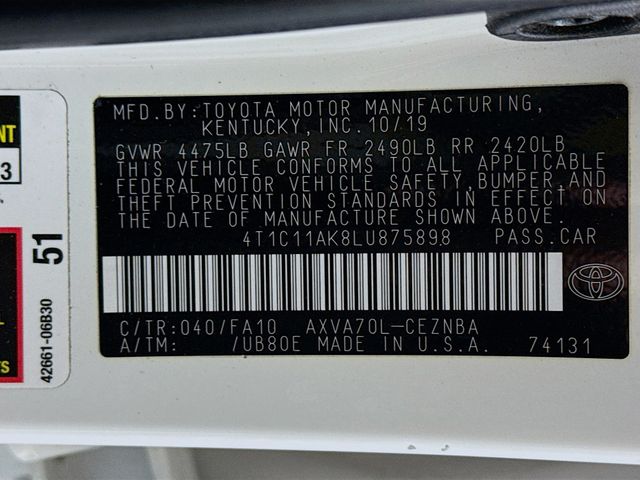 MFD.BY:TOYOTA MOTOR MANUFACTURING,
KENTUCKY,INC.10/19
GVWR 4475LB GAWR FR 2490LB RR 2420LB
THIS VEHICLE CONFORMS TO ALL APPLICABLE
FEDERAL MOTOR VEHICLE SAFETY,BUMPER,AND
THEFT PREVENTION STANDARDS IN EFFECT ON
THE DATE OF MANUFACTURE SHOWN ABOVE.
4T1C11AK8LU875898 PASS.CAR
C/TR:040/FA10 AXVA70L-CEZNBA
A/TM: /UB80E MADE IN U.S.A. 74131
51
42661-06B30
3